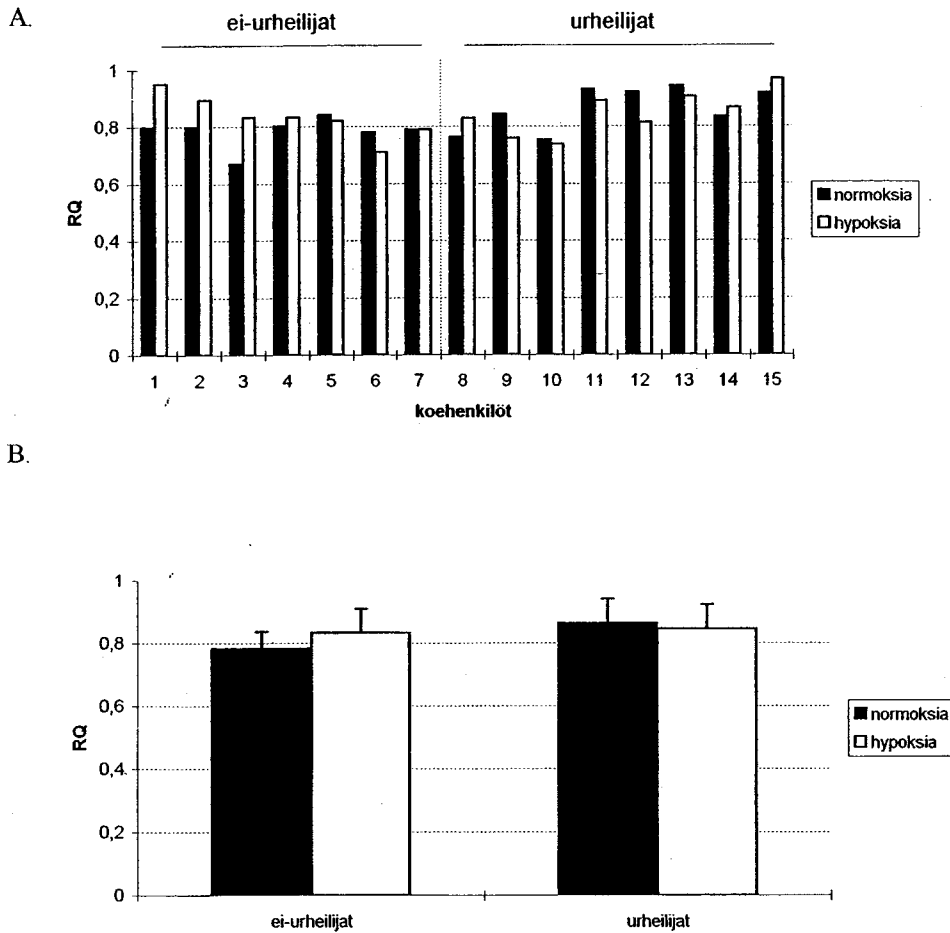 A.
ei-urheilijat urheilijat
1
0,8
0,6
0,4
0,2
0
RQ
1 2 3 4 5 6 7 8 9 10 11 12 13 14 15
koehenkilöt
normoksia
hypoksia
B.
1
0,8
0,6
0,4
0,2
0
RQ
ei-urheilijat urheilijat
normoksia
hypoksia